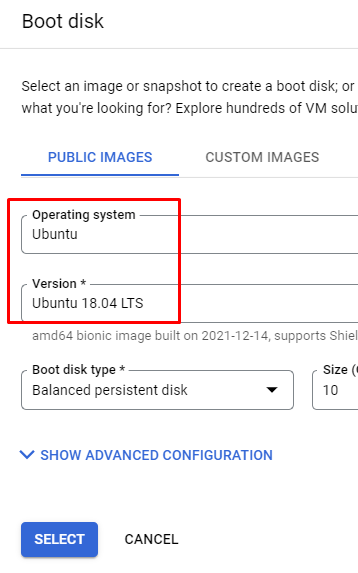 Boot disk
Select an image or snapshot to create a boot disk; or
what you're looking for? Explore hundreds of VM solu
PUBLIC IMAGES CUSTOM IMAGES
Operating system
Ubuntu
Version *
Ubuntu 18.04 LTS
amd64 bionic image built on 2021-12-14, supports Shiel
Boot disk type * Size (
Balanced persistent disk 10
SHOW ADVANCED CONFIGURATION
SELECT CANCEL